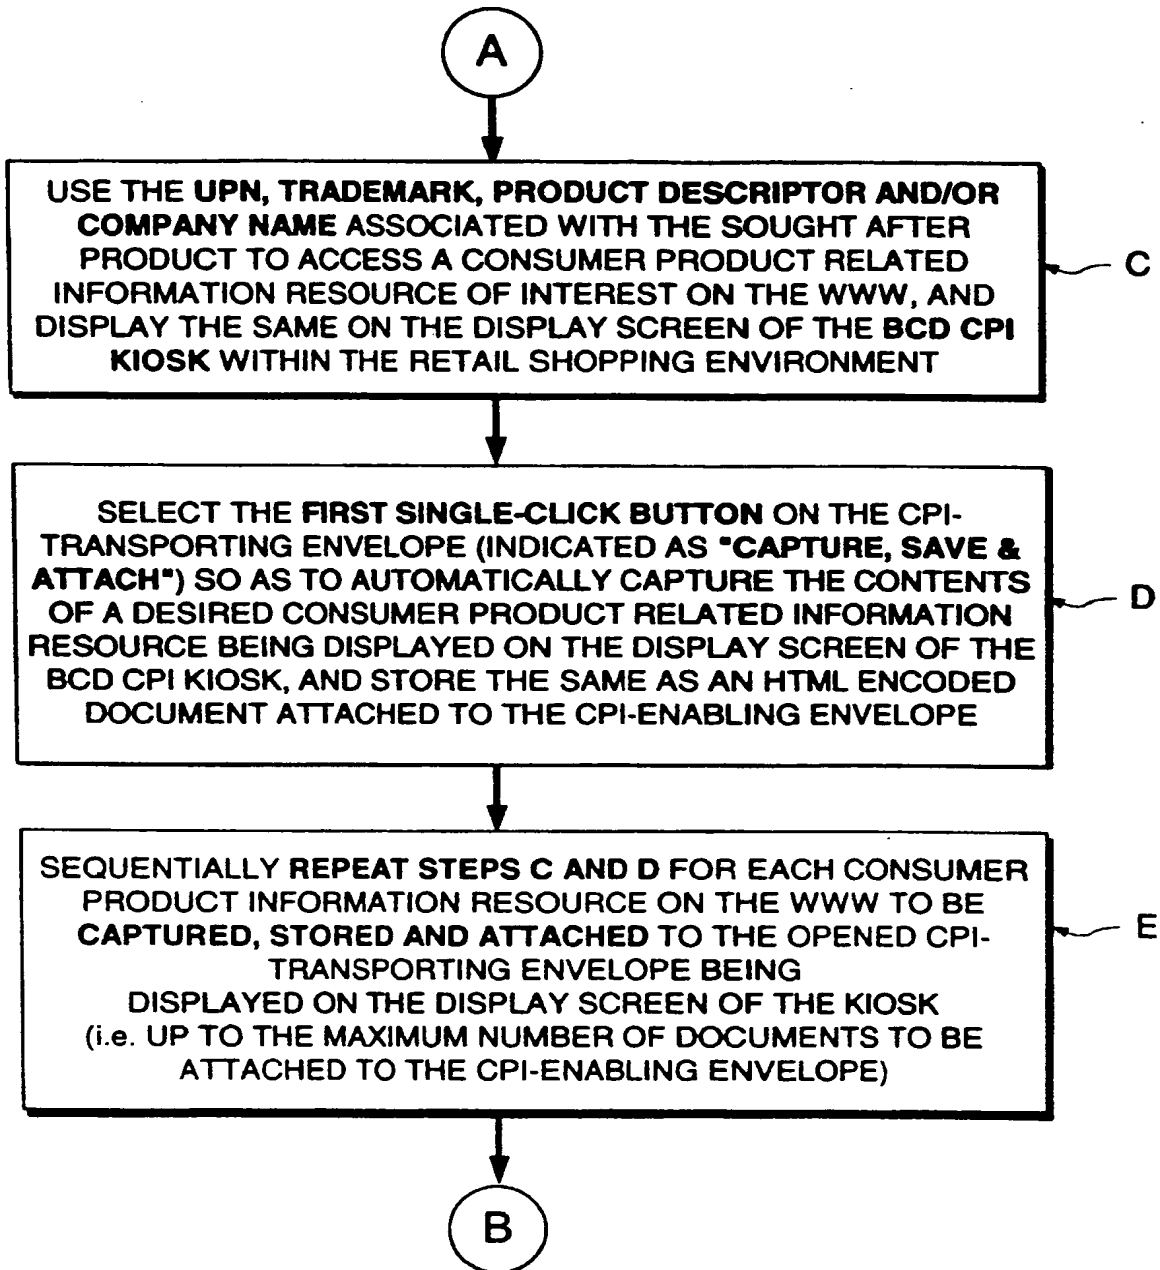 A
USE THE UPN, TRADEMARK, PRODUCT DESCRIPTOR AND/OR
COMPANY NAME ASSOCIATED WITH THE SOUGHT AFTER
PRODUCT TO ACCESS A CONSUMER PRODUCT RELATED
INFORMATION RESOURCE OF INTEREST ON THE WWW, AND
DISPLAY THE SAME ON THE DISPLAY SCREEN OF THE BCD CPI
KIOSK WITHIN THE RETAIL SHOPPING ENVIRONMENT
C
SELECT THE FIRST SINGLE-CLICK BUTTON ON THE CPI-
TRANSPORTING ENVELOPE (INDICATED AS "CAPTURE, SAVE &
ATTACH") SO AS TO AUTOMATICALLY CAPTURE THE CONTENTS
OF A DESIRED CONSUMER PRODUCT RELATED INFORMATION
RESOURCE BEING DISPLAYED ON THE DISPLAY SCREEN OF THE
BCD CPI KIOSK, AND STORE THE SAME AS AN HTML ENCODED
DOCUMENT ATTACHED TO THE CPI-ENABLING ENVELOPE
D
SEQUENTIALLY REPEAT STEPS C AND D FOR EACH CONSUMER
PRODUCT INFORMATION RESOURCE ON THE WWW TO BE
CAPTURED, STORED AND ATTACHED TO THE OPENED CPI-
TRANSPORTING ENVELOPE BEING
DISPLAYED ON THE DISPLAY SCREEN OF THE KIOSK
(i.e. UP TO THE MAXIMUM NUMBER OF DOCUMENTS TO BE
ATTACHED TO THE CPI-ENABLING ENVELOPE)
E
B